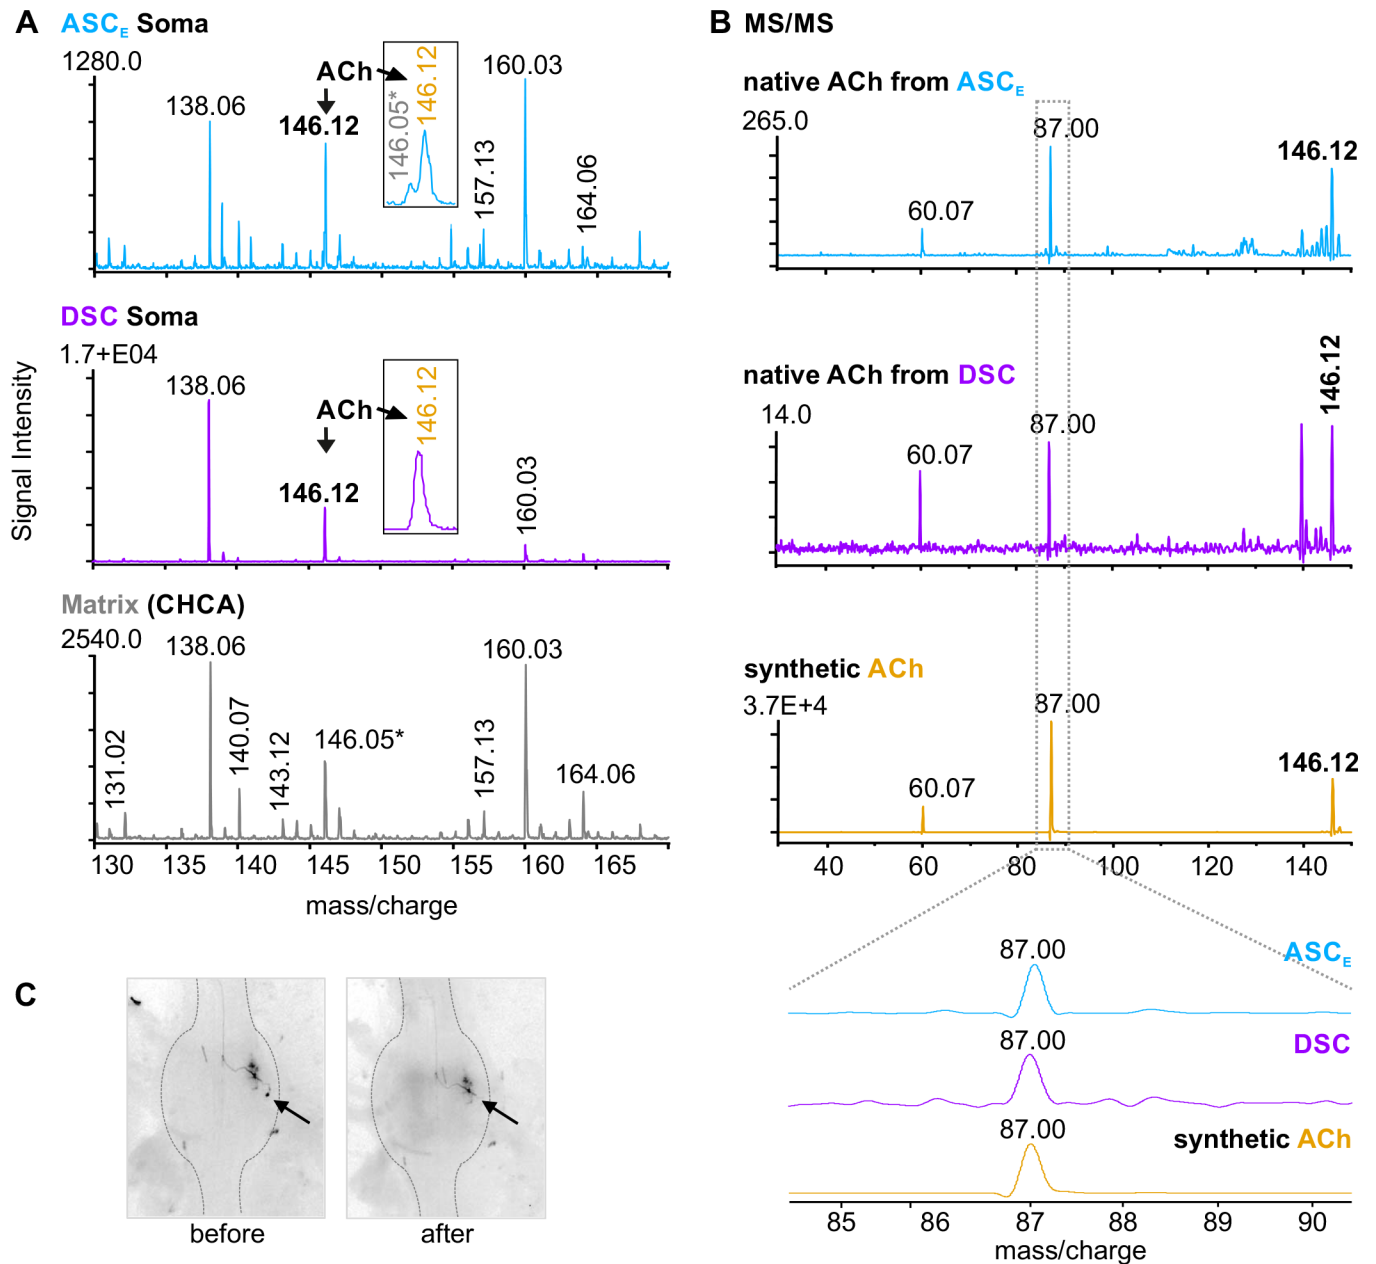 A
ASCE Soma
1280.0
138.06
ACh
146.12
146.05*
146.12
157.13
160.03
164.06
DSC Soma
1.7+E04
138.06
ACh
146.12
146.12
160.03
Signal Intensity
Matrix (CHCA)
2540.0
131.02
138.06
140.07
143.12
146.05*
157.13
160.03
164.06
130 135 140 145 150 155 160 165
mass/charge
B MS/MS
native ACh from ASCE
265.0
60.07
87.00
146.12
native ACh from DSC
14.0
60.07
87.00
146.12
synthetic ACh
3.7E+4
60.07
87.00
146.12
40 60 80 100 120 140
87.00
ASCE
87.00
DSC
87.00
synthetic ACh
85 86 87 88 89 90
mass/charge
C
before
after